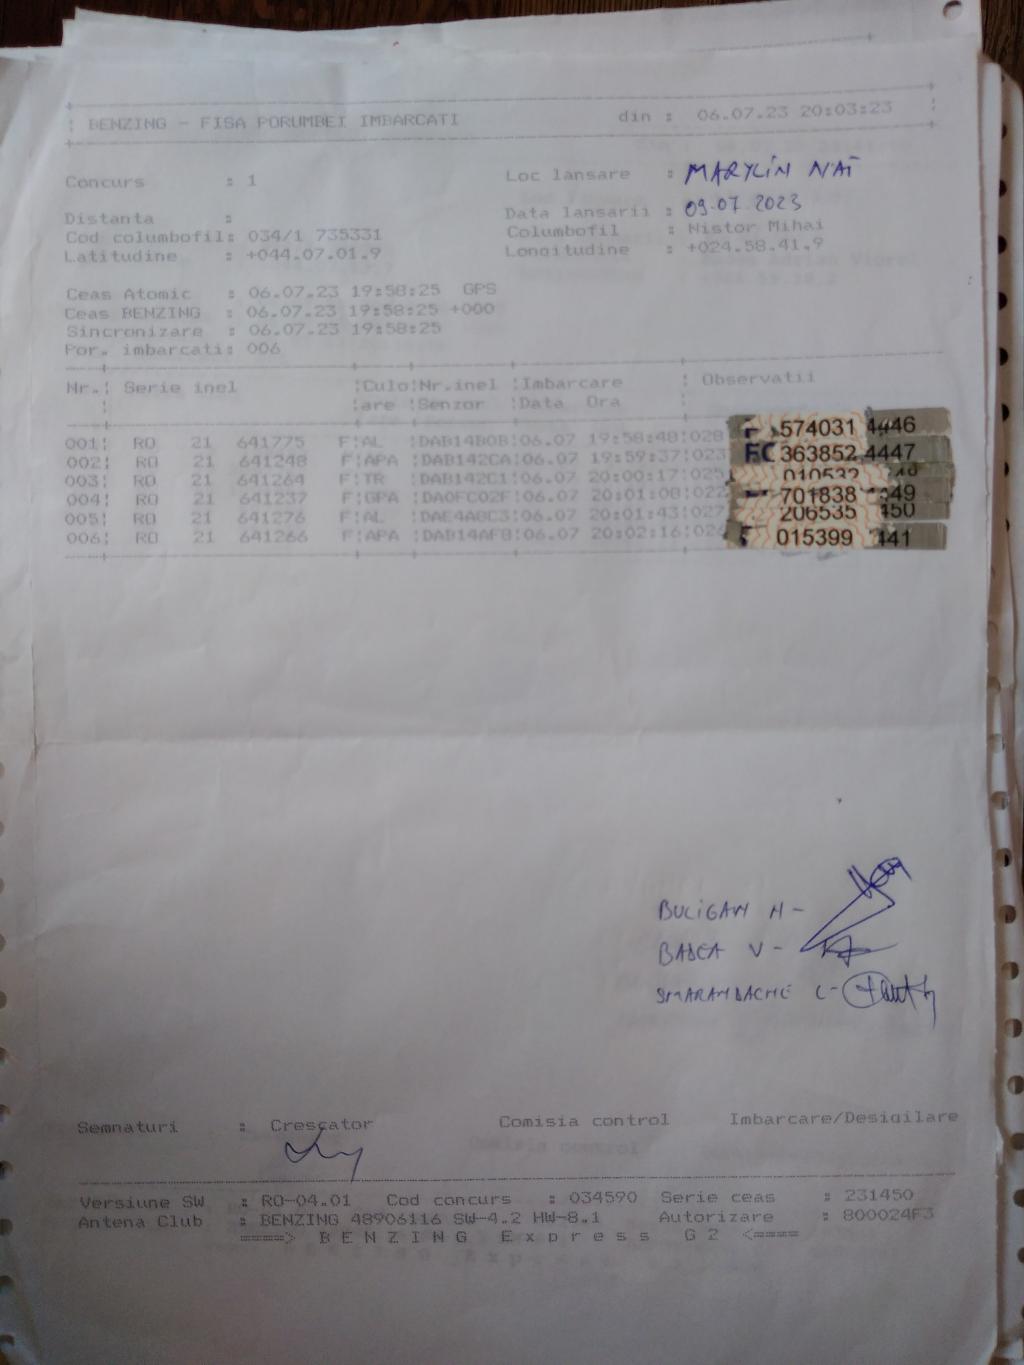 BENZING - FISA PORUMBEI IMBARCATI din : 06.07.23 20:03:23
Concurs : 1 Loc lansare : MARYLIN NAT
Distanta : Data lansarii : 09.07 2023
Cod columbofil: 034/1 735331 Columbofil : Nistor Mihai
Latitudine : +044.07.01.9 Longitudine : +024.58.41.9
Ceas Atomic : 06.07.23 19:58:25 GPS
Ceas BENZING : 06.07.23 19:58:25 +000
Sincronizare : 06.07.23 19:58:25
Por. imbarcati: 006
Nr.¦ Serie inel ¦Culo¦Nr.inel ¦Imbarcare ¦ Observatii
¦ ¦are ¦Senzor ¦Data Ora
001¦ RO 21 641775 F¦AL ¦DAB14B0B¦06.07 19:58:48¦028 574031 4446
002¦ RO 21 641248 F¦APA ¦DAB142CA¦06.07 19:59:37¦023 FC 363852 4447
003¦ RO 21 641264 F¦TR ¦DAB142C1¦06.07 20:00:17¦025 010532
004¦ RO 21 641237 F¦GPA ¦DA0FC02F¦06.07 20:01:08¦022 701838 49
005¦ RO 21 641276 F¦AL ¦DAE4A8C3¦06.07 20:01:43¦027 206535 450
006¦ RO 21 641266 F¦APA ¦DAB14AFB¦06.07 20:02:16¦026 015399 441
BULIGAN M -
BADEA V -
SMARANDACHE C -
Semnaturi : Crescator Comisia control Imbarcare/Desigilare
Versiune SW : RO-04.01 Cod concurs : 034590 Serie ceas : 231450
Antena Club : BENZING 48906116 SW-4.2 HW-8.1 Autorizare : 800024F3
====> B E N Z I N G E x p r e s s G 2 <====